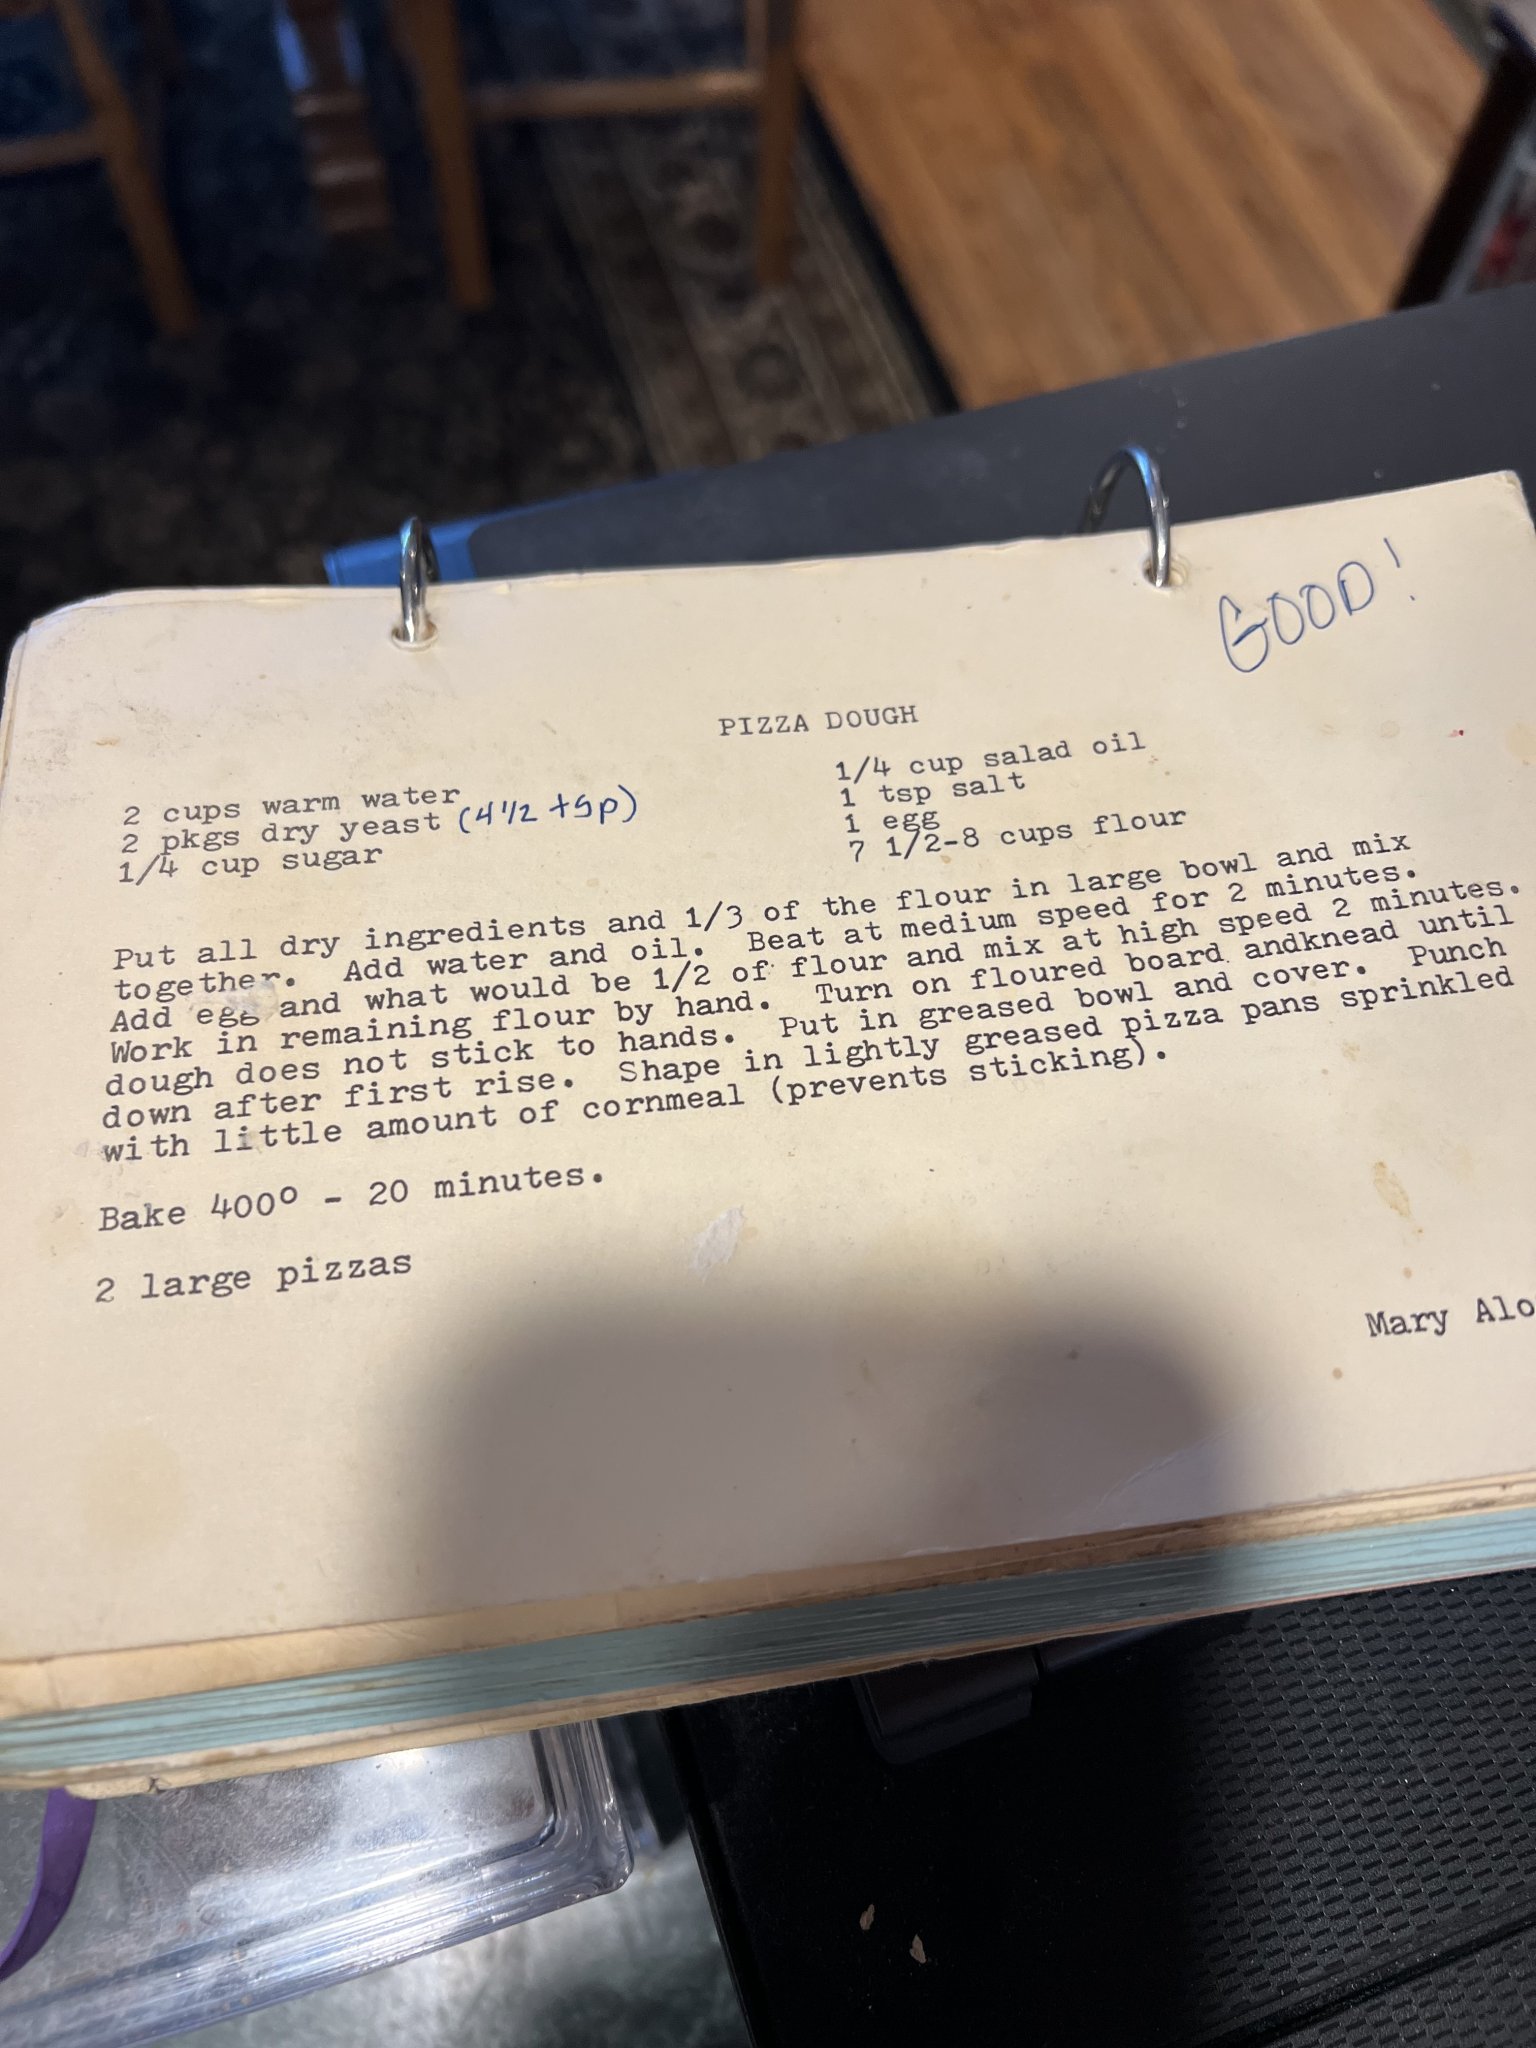 GOOD!
PIZZA DOUGH
2 cups warm water
2 pkgs dry yeast (4 1/2 tsp)
1/4 cup sugar
1/4 cup salad oil
1 tsp salt
1 egg
7 1/2-8 cups flour
Put all dry ingredients and 1/3 of the flour in large bowl and mix
together. Add water and oil. Beat at medium speed for 2 minutes.
Add egg and what would be 1/2 of flour and mix at high speed 2 minutes.
Work in remaining flour by hand. Turn on floured board andknead until
dough does not stick to hands. Put in greased bowl and cover. Punch
down after first rise. Shape in lightly greased pizza pans sprinkled
with little amount of cornmeal (prevents sticking).
Bake 400° - 20 minutes.
2 large pizzas
Mary